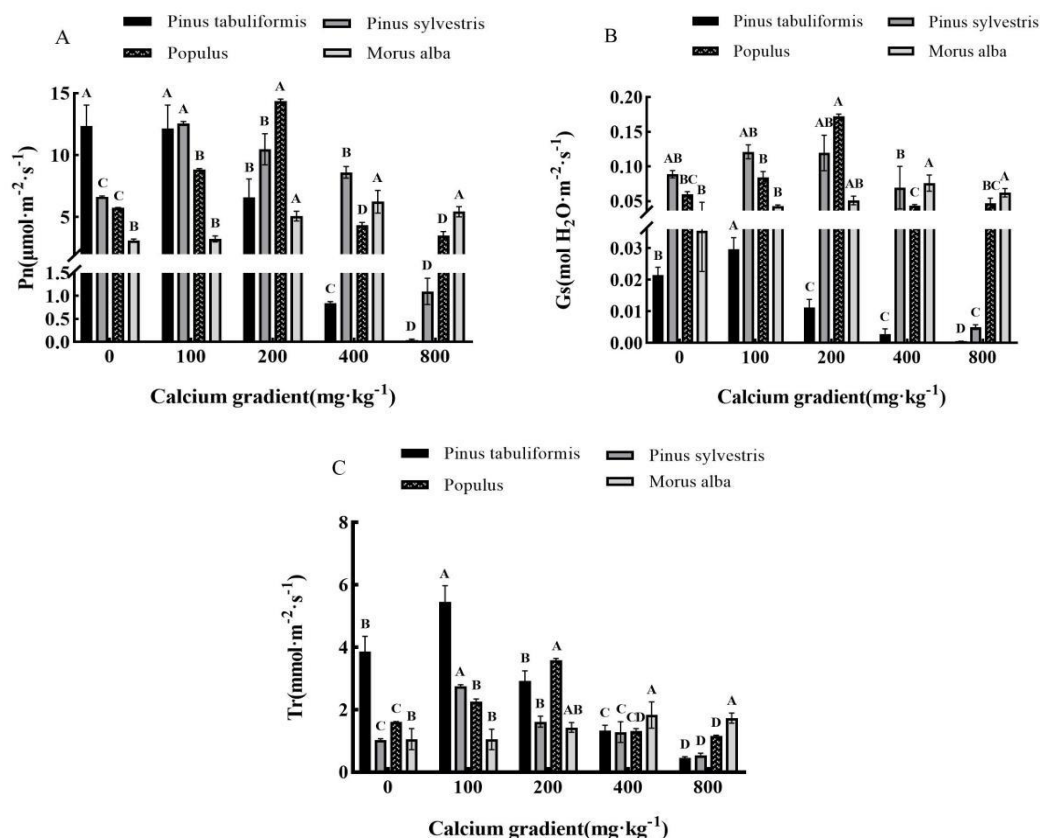 A
Pinus tabuliformis
Pinus sylvestris
Populus
Morus alba
Pn(μmol·m⁻²·s⁻¹)
15
10
5
1.5
1.0
0.5
0.0
A
C
C
B
A
A
B
B
B
B
B
A
C
B
D
A
D
D
D
A
0
100
200
400
800
Calcium gradient(mg·kg⁻¹)
B
Pinus tabuliformis
Pinus sylvestris
Populus
Morus alba
Gs(mol H₂O·m⁻²·s⁻¹)
0.20
0.15
0.10
0.05
0.03
0.02
0.01
0.00
B
AB
BC
B
A
AB
B
B
C
AB
A
AB
C
B
C
A
D
C
BC
A
0
100
200
400
800
Calcium gradient(mg·kg⁻¹)
C
Pinus tabuliformis
Pinus sylvestris
Populus
Morus alba
Tr(mmol·m⁻²·s⁻¹)
8
6
4
2
0
B
C
C
B
A
A
B
B
B
B
A
AB
C
C
CD
A
D
D
D
A
0
100
200
400
800
Calcium gradient(mg·kg⁻¹)